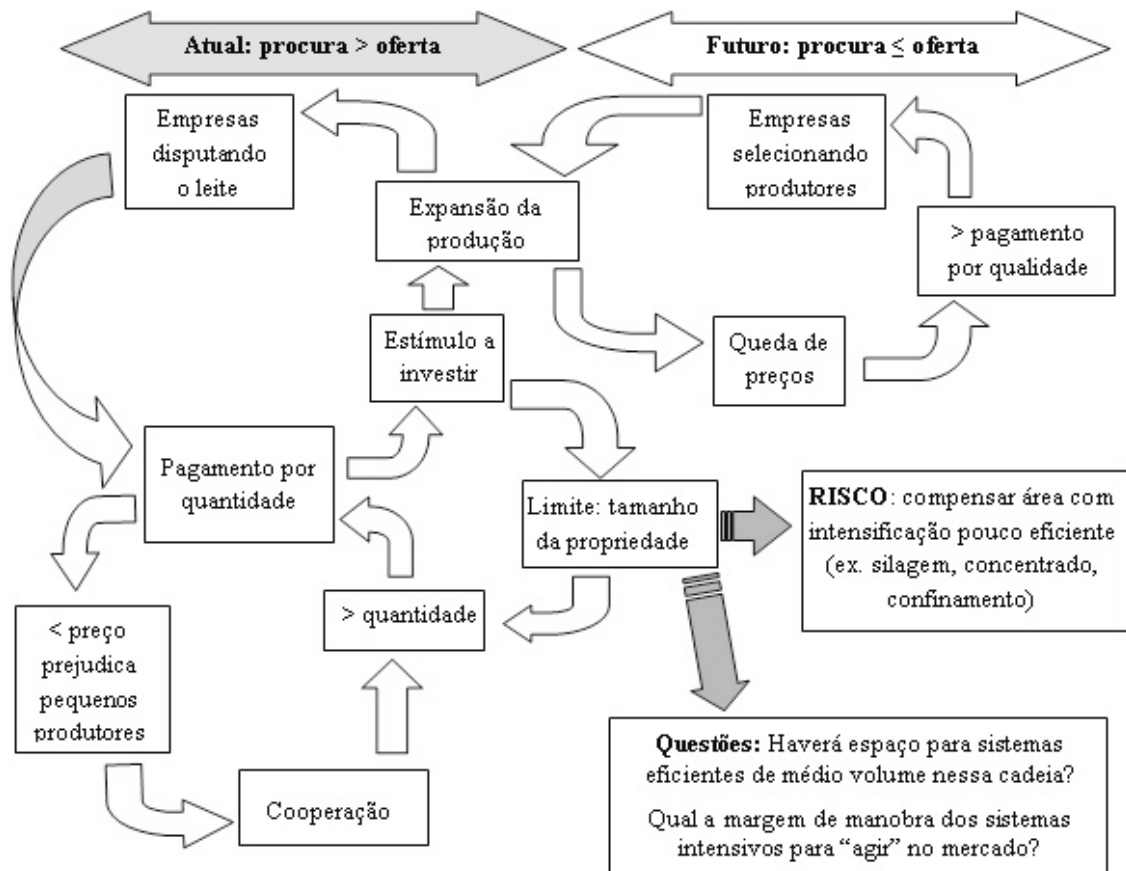 Atual: procura > oferta
Futuro: procura ≤ oferta
Empresas
disputando
o leite
Empresas
selecionando
produtores
Expansão da
produção
> pagamento
por qualidade
Estímulo a
investir
Queda de
preços
Pagamento por
quantidade
Limite: tamanho
da propriedade
RISCO: compensar área com
intensificação pouco eficiente
(ex. silagem, concentrado,
confinamento)
> quantidade
< preço
prejudica
pequenos
produtores
Cooperação
Questões: Haverá espaço para sistemas
eficientes de médio volume nessa cadeia?
Qual a margem de manobra dos sistemas
intensivos para “agir” no mercado?